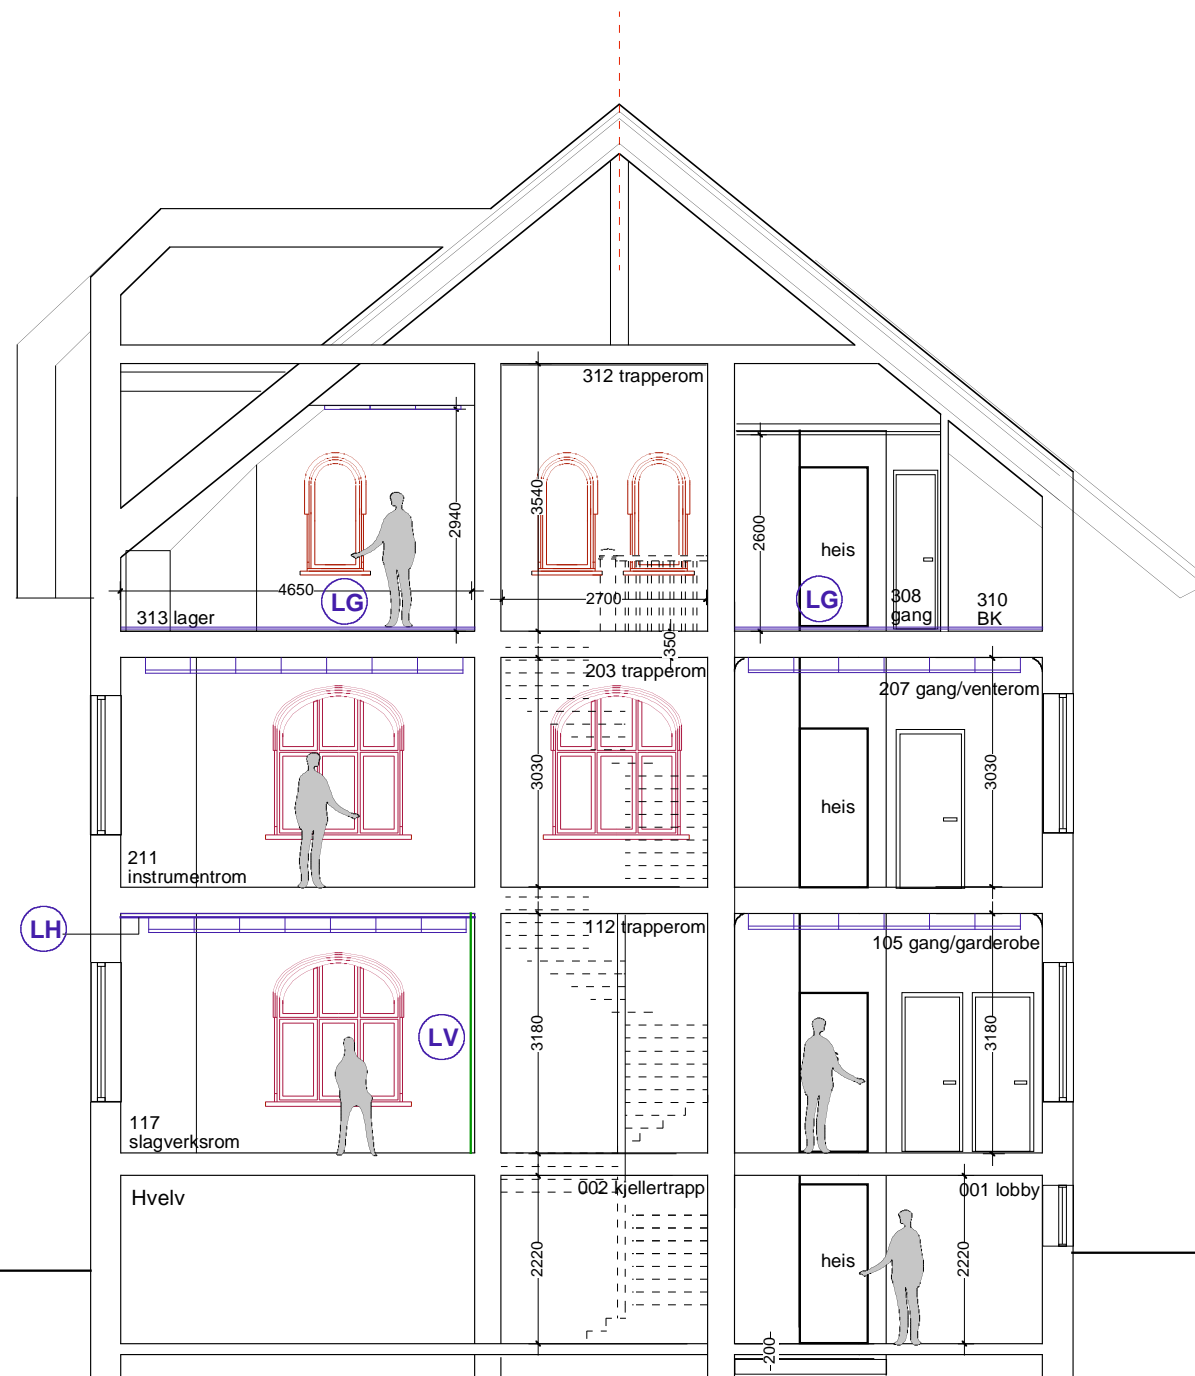 312 trapperom
3540
2940
2600
heis
4650
LG
2700
LG
308
gang
310
BK
313 lager
350
203 trapperom
207 gang/venterom
3030
3030
heis
211
instrumentrom
LH
112 trapperom
105 gang/garderobe
LV
3180
3180
117
slagverksrom
Hvelv
002 kjellertrapp
001 lobby
2220
heis
2220
200